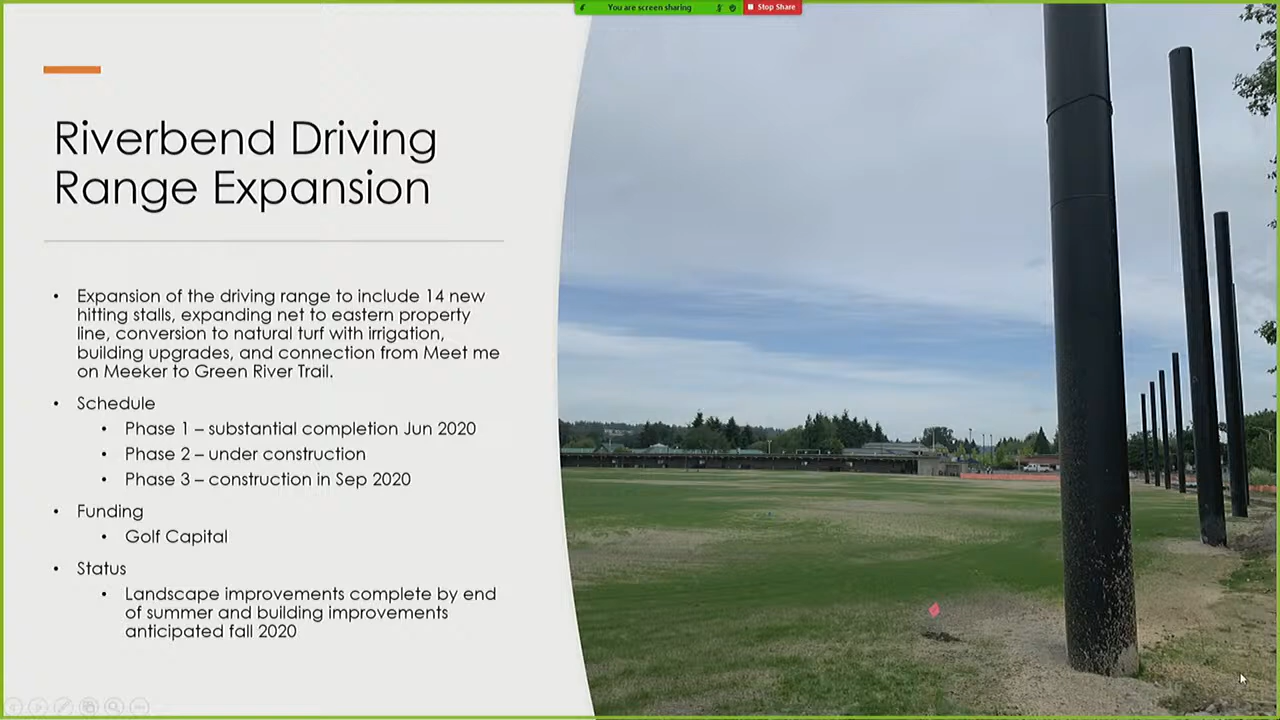 You are screen sharing
Stop Share
Riverbend Driving
Range Expansion
• Expansion of the driving range to include 14 new
hitting stalls, expanding net to eastern property
line, conversion to natural turf with irrigation,
building upgrades, and connection from Meet me
on Meeker to Green River Trail.
• Schedule
• Phase 1 – substantial completion Jun 2020
• Phase 2 – under construction
• Phase 3 – construction in Sep 2020
• Funding
• Golf Capital
• Status
• Landscape improvements complete by end
of summer and building improvements
anticipated fall 2020